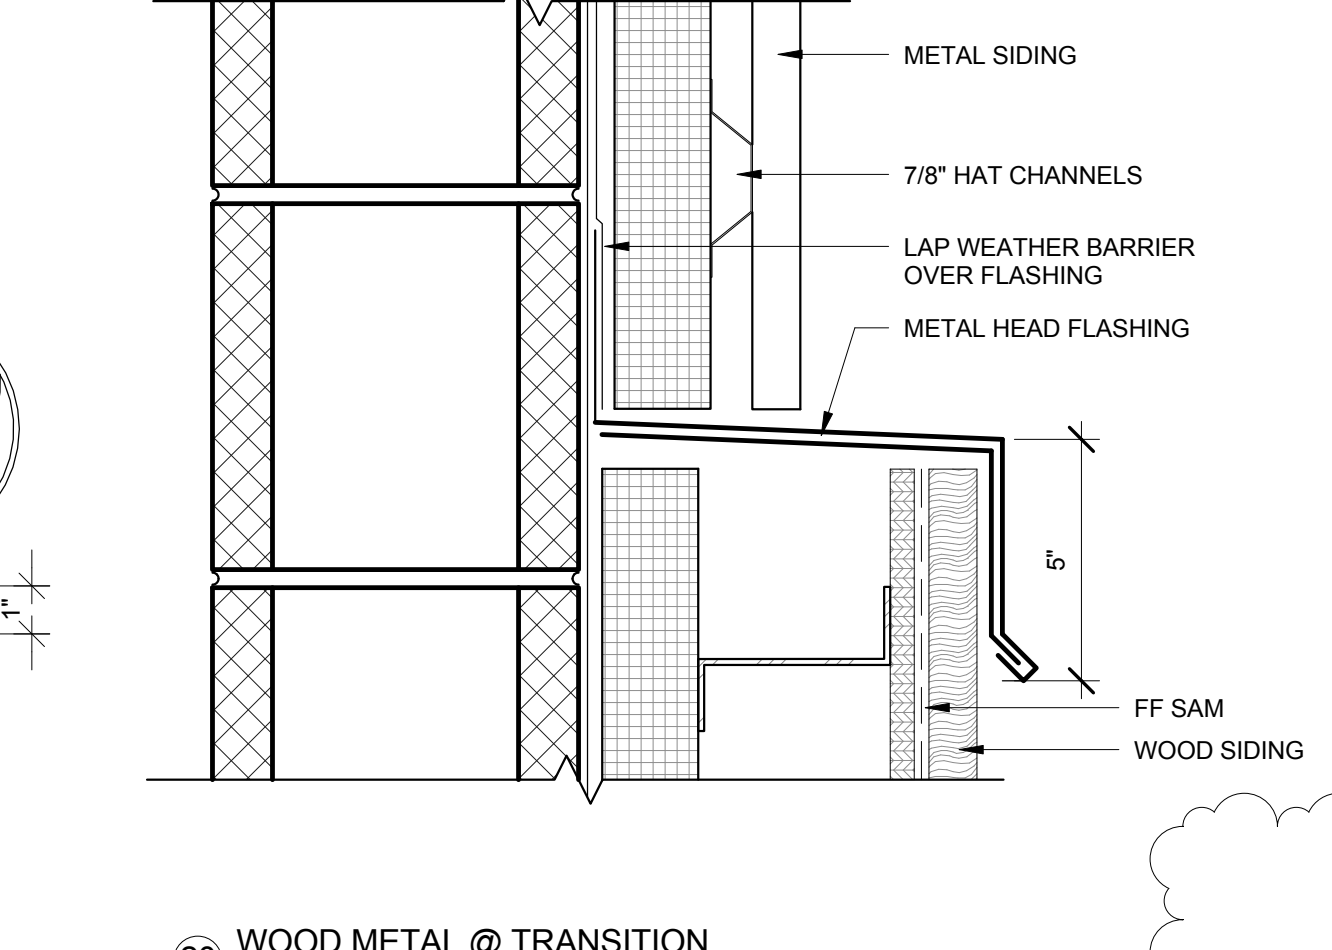 METAL SIDING
7/8" HAT CHANNELS
LAP WEATHER BARRIER
OVER FLASHING
METAL HEAD FLASHING
5"
1"
FF SAM
WOOD SIDING
WOOD METAL @ TRANSITION